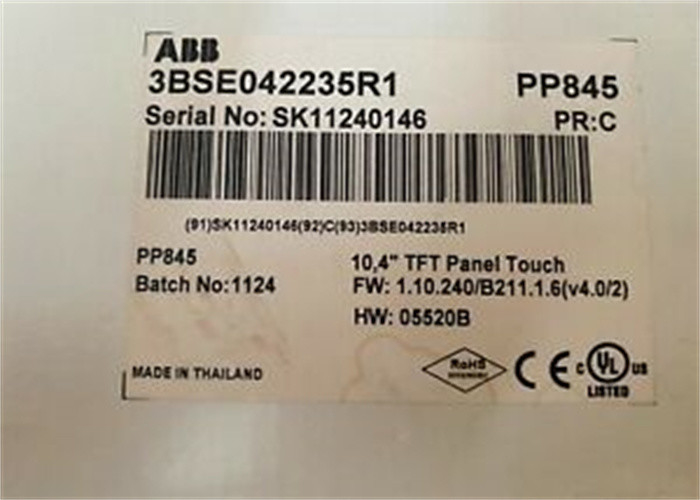 ABB
3BSE042235R1 PP845
Serial No: SK11240146 PR:C
(91)SK11240146(92)C(93)3BSE042235R1
PP845 10,4" TFT Panel Touch
Batch No:1124 FW: 1.10.240/B211.1.6(v4.0/2)
HW: 05520B
MADE IN THAILAND RoHS CE C UL US
LISTED